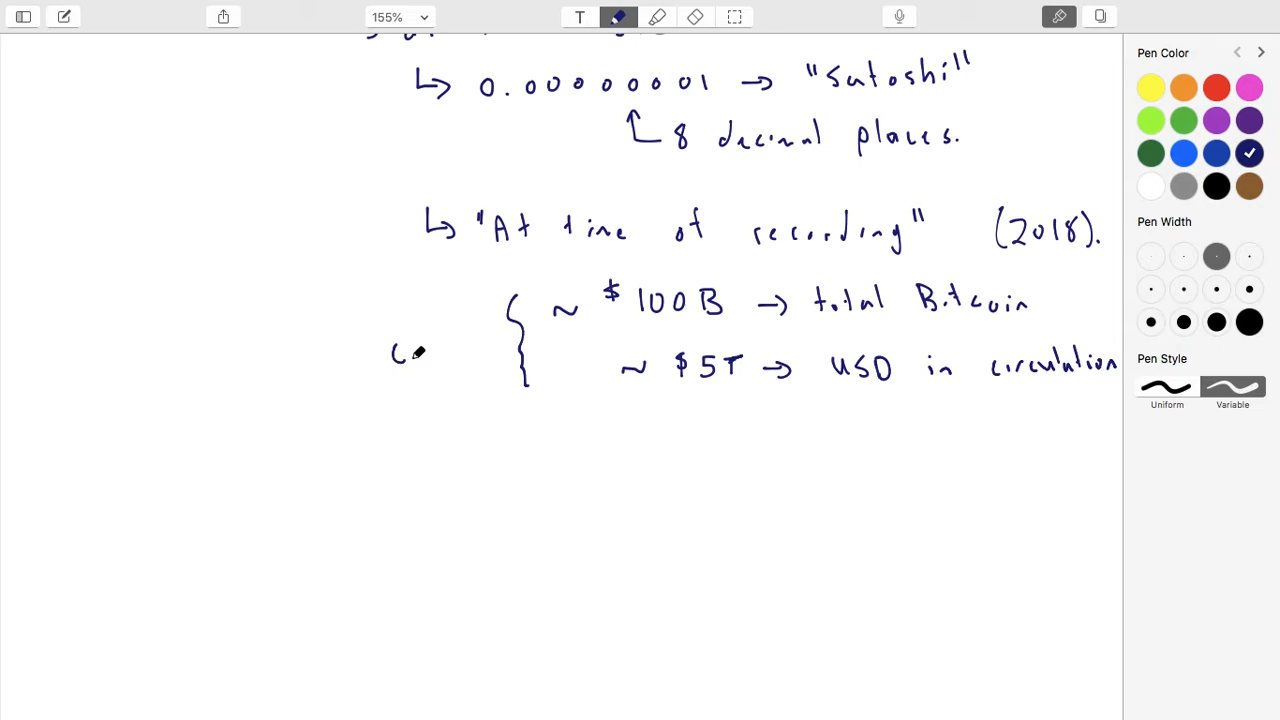 155%
T
Pen Color
↳ 0.00000001 → "Satoshi"
↑ 8 decimal places.
↳ "At time of recording" (2018).
Pen Width
~ $100B → total Bitcoin
~ $5T → USD in circulation
Pen Style
Uniform Variable